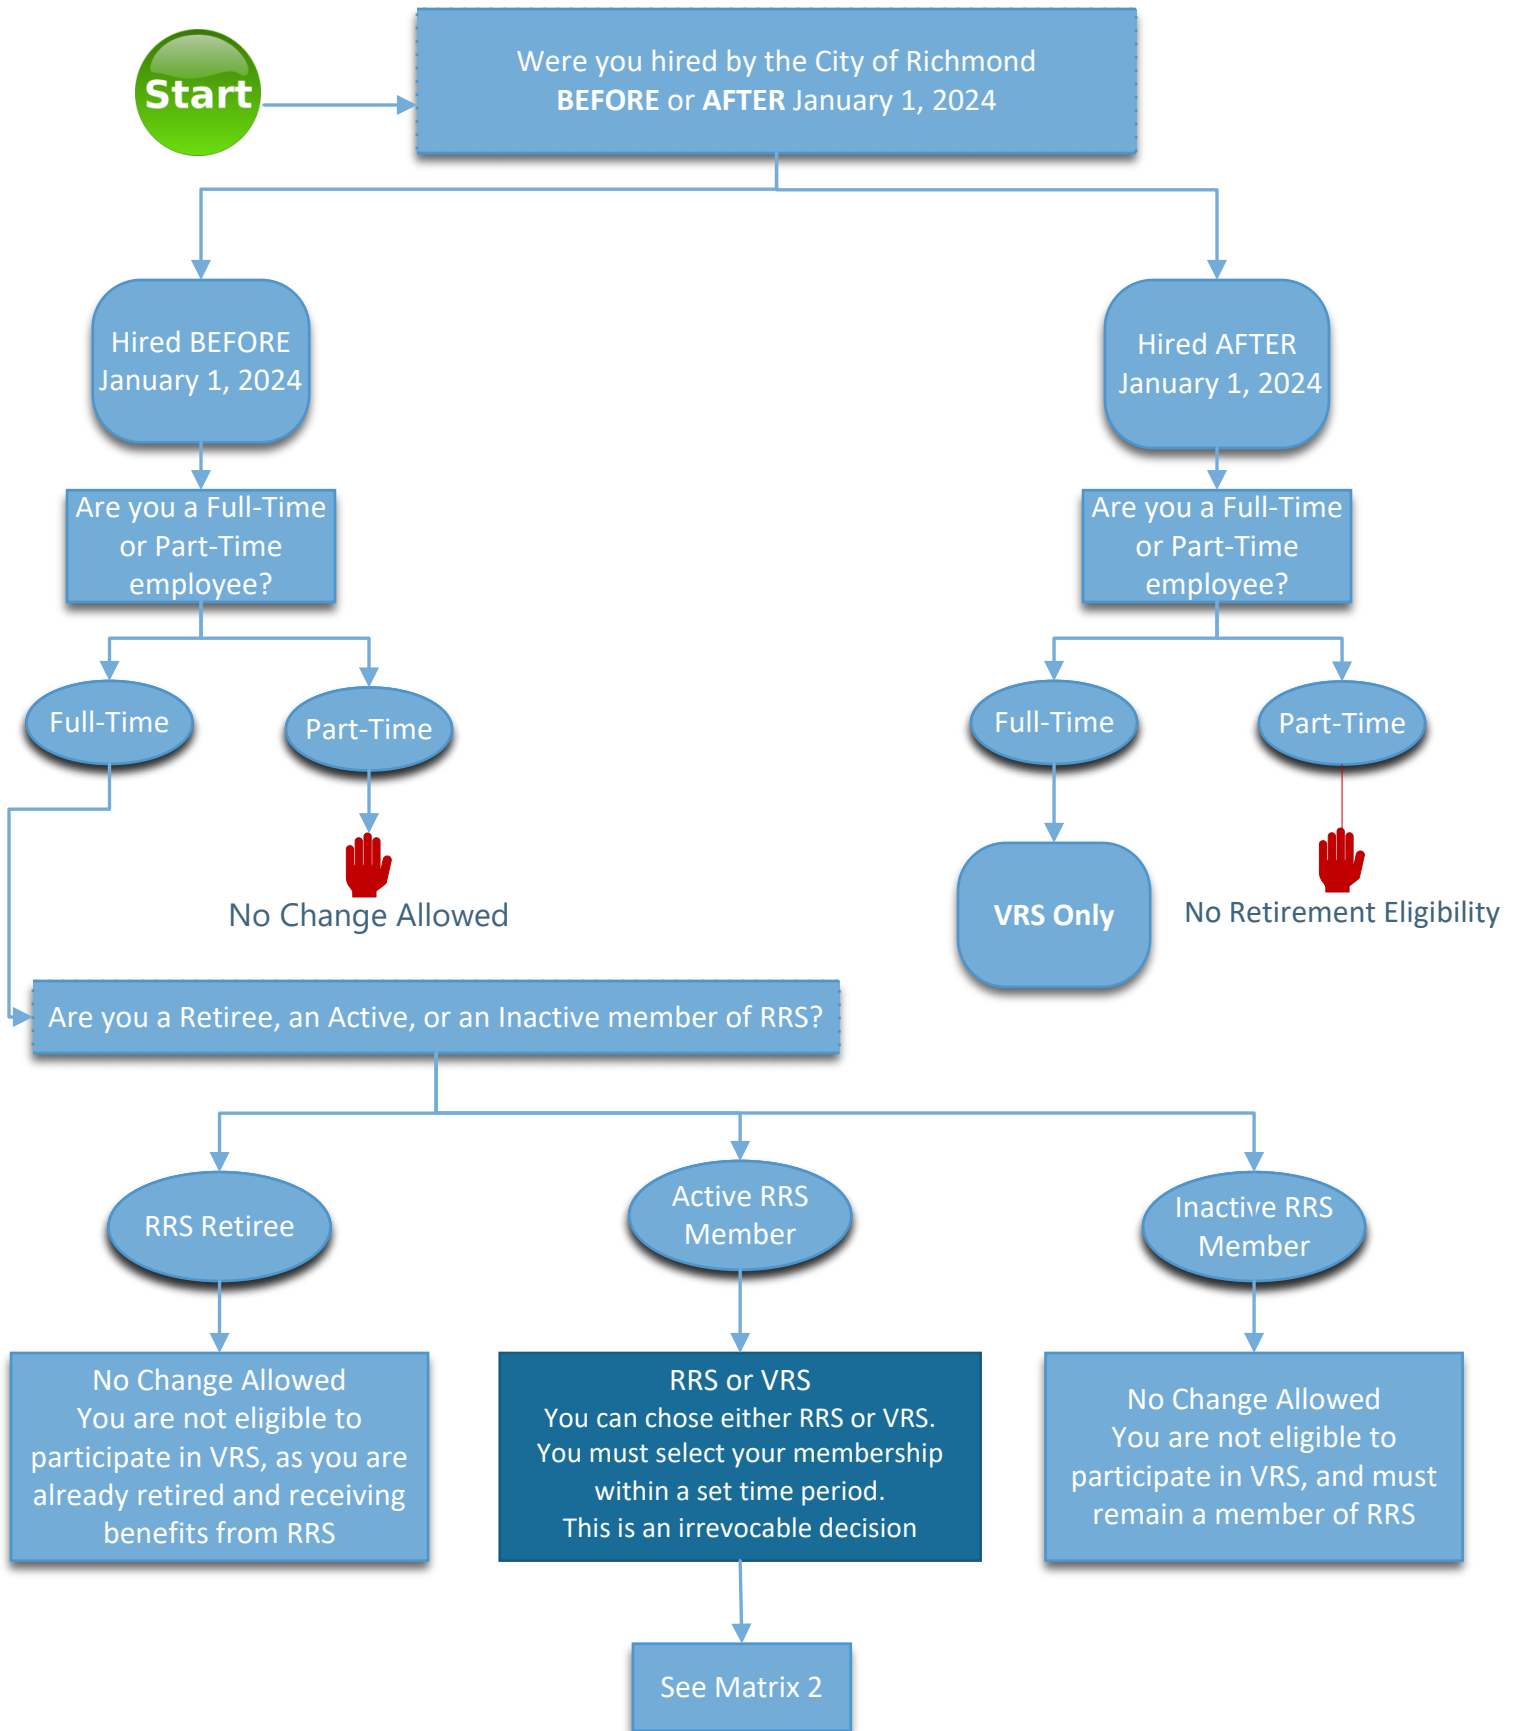 Start
Were you hired by the City of Richmond
BEFORE or AFTER January 1, 2024
Hired BEFORE
January 1, 2024
Hired AFTER
January 1, 2024
Are you a Full-Time
or Part-Time
employee?
Are you a Full-Time
or Part-Time
employee?
Full-Time
Part-Time
Full-Time
Part-Time
No Change Allowed
VRS Only
No Retirement Eligibility
Are you a Retiree, an Active, or an Inactive member of RRS?
RRS Retiree
Active RRS
Member
Inactive RRS
Member
No Change Allowed
You are not eligible to
participate in VRS, as you are
already retired and receiving
benefits from RRS
RRS or VRS
You can chose either RRS or VRS.
You must select your membership
within a set time period.
This is an irrevocable decision
No Change Allowed
You are not eligible to
participate in VRS, and must
remain a member of RRS
See Matrix 2